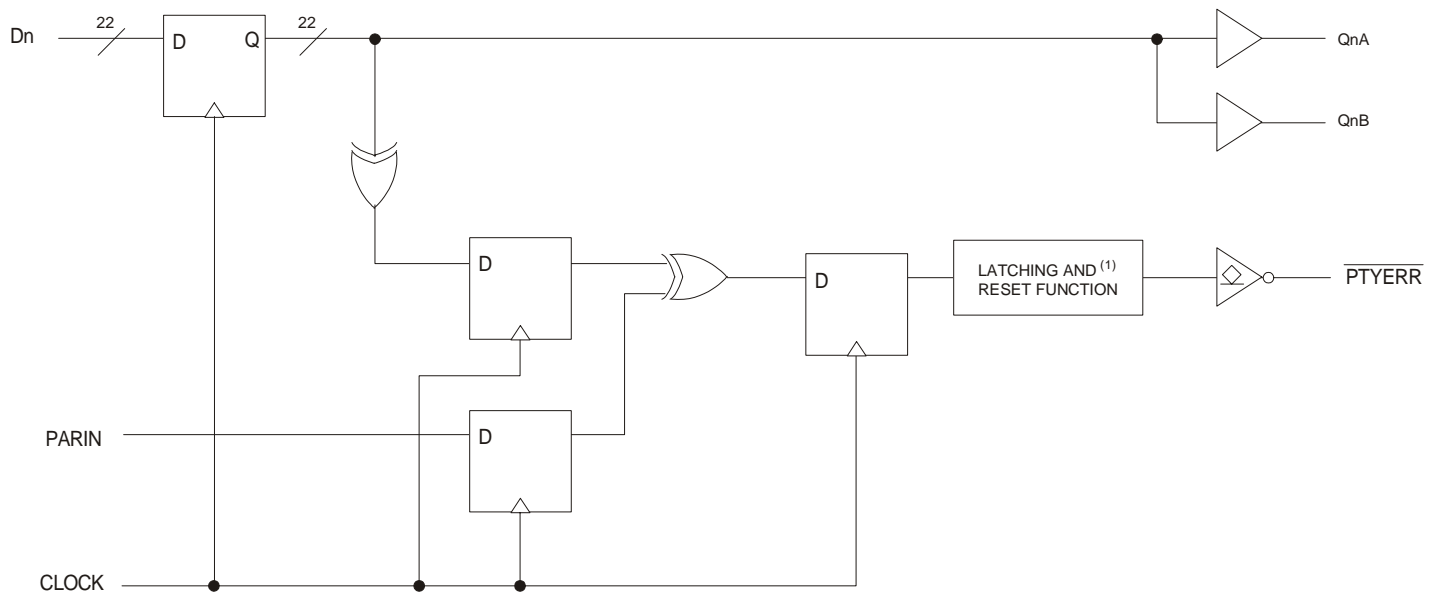 Dn
22
D
Q
22
QnA
QnB
D
D
LATCHING AND (1)
RESET FUNCTION
PTYERR
PARIN
D
CLOCK